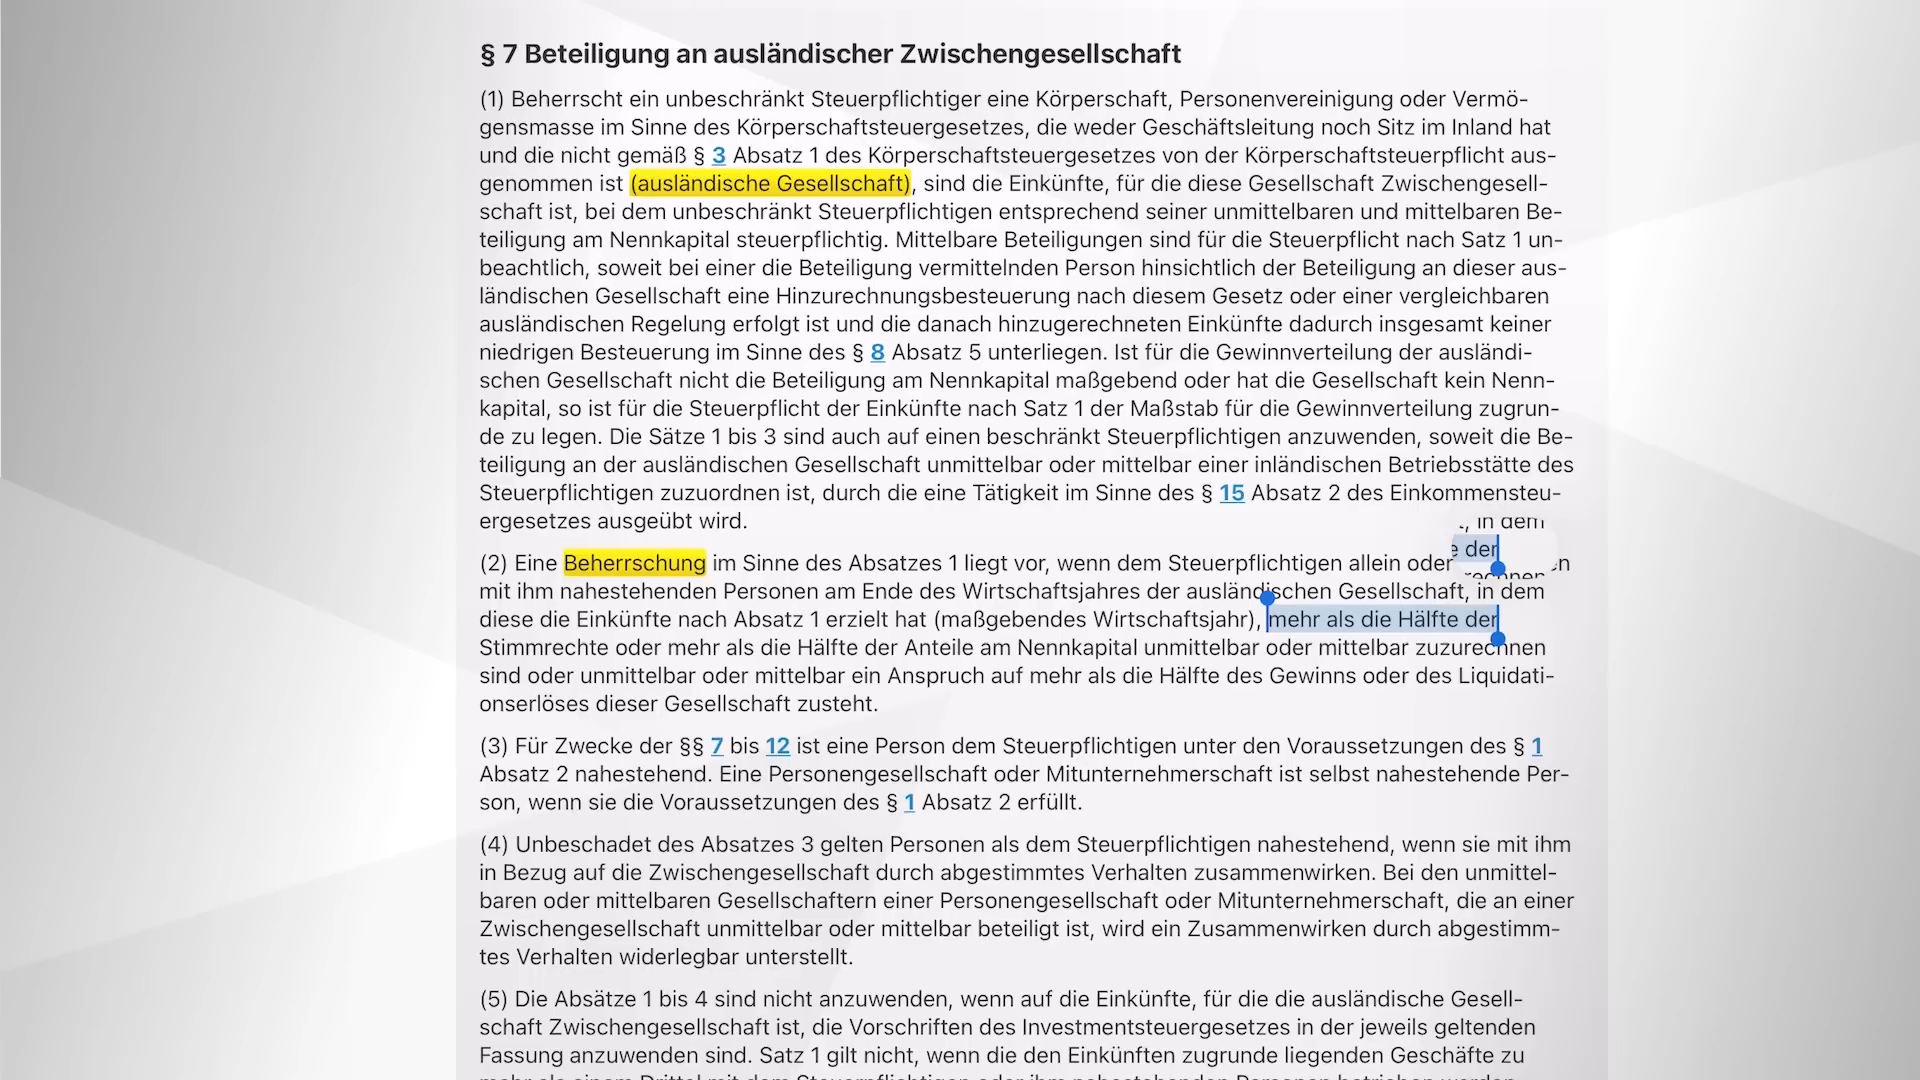 § 7 Beteiligung an ausländischer Zwischengesellschaft
(1) Beherrscht ein unbeschränkt Steuerpflichtiger eine Körperschaft, Personenvereinigung oder Vermö-
gensmasse im Sinne des Körperschaftsteuergesetzes, die weder Geschäftsleitung noch Sitz im Inland hat
und die nicht gemäß § 3 Absatz 1 des Körperschaftsteuergesetzes von der Körperschaftsteuerpflicht aus-
genommen ist (ausländische Gesellschaft), sind die Einkünfte, für die diese Gesellschaft Zwischengesell-
schaft ist, bei dem unbeschränkt Steuerpflichtigen entsprechend seiner unmittelbaren und mittelbaren Be-
teiligung am Nennkapital steuerpflichtig. Mittelbare Beteiligungen sind für die Steuerpflicht nach Satz 1 un-
beachtlich, soweit bei einer die Beteiligung vermittelnden Person hinsichtlich der Beteiligung an dieser aus-
ländischen Gesellschaft eine Hinzurechnungsbesteuerung nach diesem Gesetz oder einer vergleichbaren
ausländischen Regelung erfolgt ist und die danach hinzugerechneten Einkünfte dadurch insgesamt keiner
niedrigen Besteuerung im Sinne des § 8 Absatz 5 unterliegen. Ist für die Gewinnverteilung der ausländi-
schen Gesellschaft nicht die Beteiligung am Nennkapital maßgebend oder hat die Gesellschaft kein Nenn-
kapital, so ist für die Steuerpflicht der Einkünfte nach Satz 1 der Maßstab für die Gewinnverteilung zugrun-
de zu legen. Die Sätze 1 bis 3 sind auch auf einen beschränkt Steuerpflichtigen anzuwenden, soweit die Be-
teiligung an der ausländischen Gesellschaft unmittelbar oder mittelbar einer inländischen Betriebsstätte des
Steuerpflichtigen zuzuordnen ist, durch die eine Tätigkeit im Sinne des § 15 Absatz 2 des Einkommensteu-
ergesetzes ausgeübt wird.
, in dem
e der
(2) Eine Beherrschung im Sinne des Absatzes 1 liegt vor, wenn dem Steuerpflichtigen allein oder
mit ihm nahestehenden Personen am Ende des Wirtschaftsjahres der ausländischen Gesellschaft, in dem
diese die Einkünfte nach Absatz 1 erzielt hat (maßgebendes Wirtschaftsjahr), mehr als die Hälfte der
Stimmrechte oder mehr als die Hälfte der Anteile am Nennkapital unmittelbar oder mittelbar zuzurechnen
sind oder unmittelbar oder mittelbar ein Anspruch auf mehr als die Hälfte des Gewinns oder des Liquidati-
onserlöses dieser Gesellschaft zusteht.
(3) Für Zwecke der §§ 7 bis 12 ist eine Person dem Steuerpflichtigen unter den Voraussetzungen des § 1
Absatz 2 nahestehend. Eine Personengesellschaft oder Mitunternehmerschaft ist selbst nahestehende Per-
son, wenn sie die Voraussetzungen des § 1 Absatz 2 erfüllt.
(4) Unbeschadet des Absatzes 3 gelten Personen als dem Steuerpflichtigen nahestehend, wenn sie mit ihm
in Bezug auf die Zwischengesellschaft durch abgestimmtes Verhalten zusammenwirken. Bei den unmittel-
baren oder mittelbaren Gesellschaftern einer Personengesellschaft oder Mitunternehmerschaft, die an einer
Zwischengesellschaft unmittelbar oder mittelbar beteiligt ist, wird ein Zusammenwirken durch abgestimm-
tes Verhalten widerlegbar unterstellt.
(5) Die Absätze 1 bis 4 sind nicht anzuwenden, wenn auf die Einkünfte, für die die ausländische Gesell-
schaft Zwischengesellschaft ist, die Vorschriften des Investmentsteuergesetzes in der jeweils geltenden
Fassung anzuwenden sind. Satz 1 gilt nicht, wenn die den Einkünften zugrunde liegenden Geschäfte zu